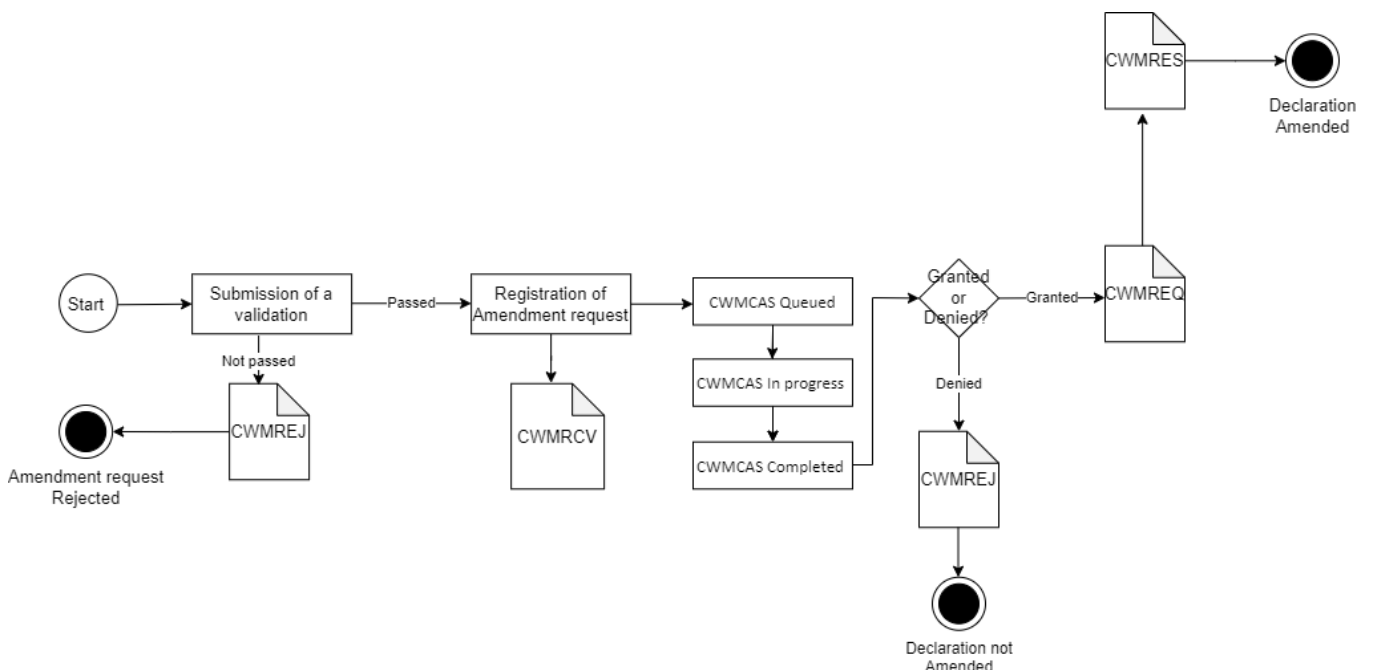 CWMRES
Declaration
Amended
Start
Submission of a
validation
Passed
Registration of
Amendment request
CWMCAS Queued
Granted
or
Denied?
Granted
CWMREQ
Not passed
CWMCAS In progress
Denied
CWMREJ
CWMRCV
CWMCAS Completed
CWMREJ
Amendment request
Rejected
Declaration not
Amended